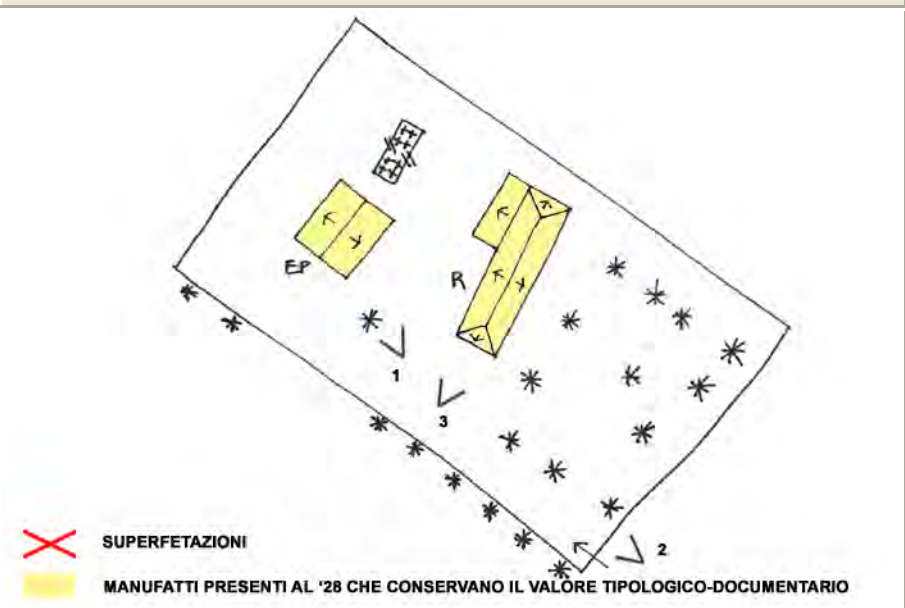 EP
R
1
3
2
SUPERFETAZIONI
MANUFATTI PRESENTI AL '28 CHE CONSERVANO IL VALORE TIPOLOGICO-DOCUMENTARIO